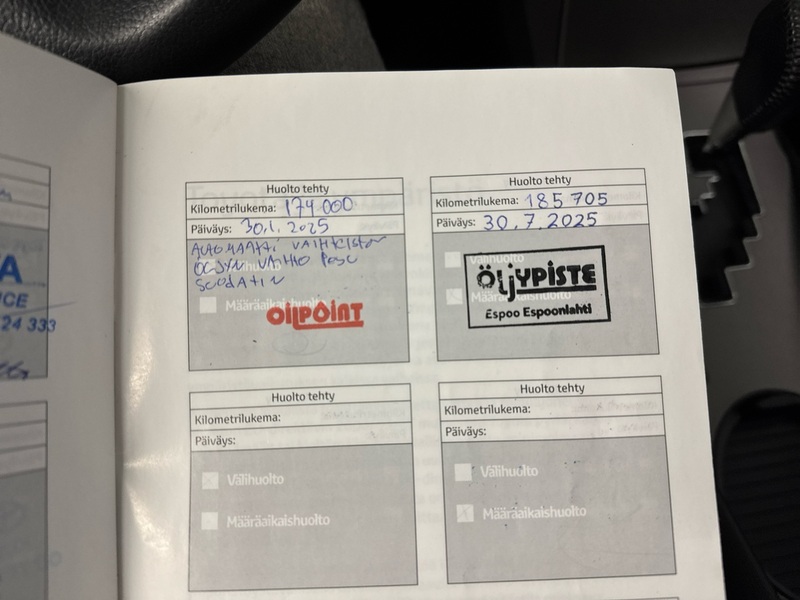 A
ICE
24 333
Huolto tehty
Kilometrilukema: 174 000
Päiväys: 30.1.2025
AUTOMAATTI VAIHTEISTON
ÖLJYN VAIHTO
SUODATIN
Määräaikaishuolto
OILPOINT
Huolto tehty
Kilometrilukema: 185 705
Päiväys: 30.7.2025
Välihuolto
Määräaikaishuolto
ÖljYPISTE
Espoo Espoonlahti
Huolto tehty
Kilometrilukema:
Päiväys:
Välihuolto
Määräaikaishuolto
Huolto tehty
Kilometrilukema:
Päiväys:
Välihuolto
Määräaikaishuolto